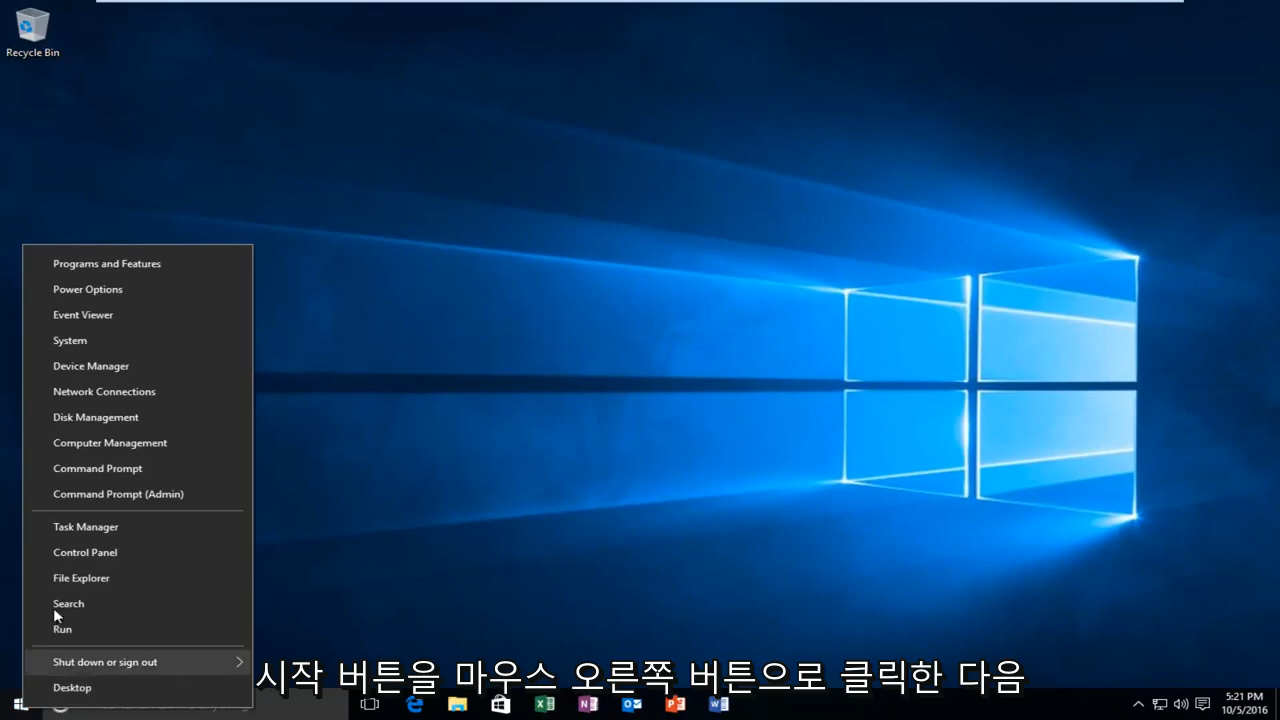 Recycle Bin
Programs and Features
Power Options
Event Viewer
System
Device Manager
Network Connections
Disk Management
Computer Management
Command Prompt
Command Prompt (Admin)
Task Manager
Control Panel
File Explorer
Search
Run
Shut down or sign out
Desktop
시작 버튼을 마우스 오른쪽 버튼으로 클릭한 다음
5:21 PM
10/5/2016